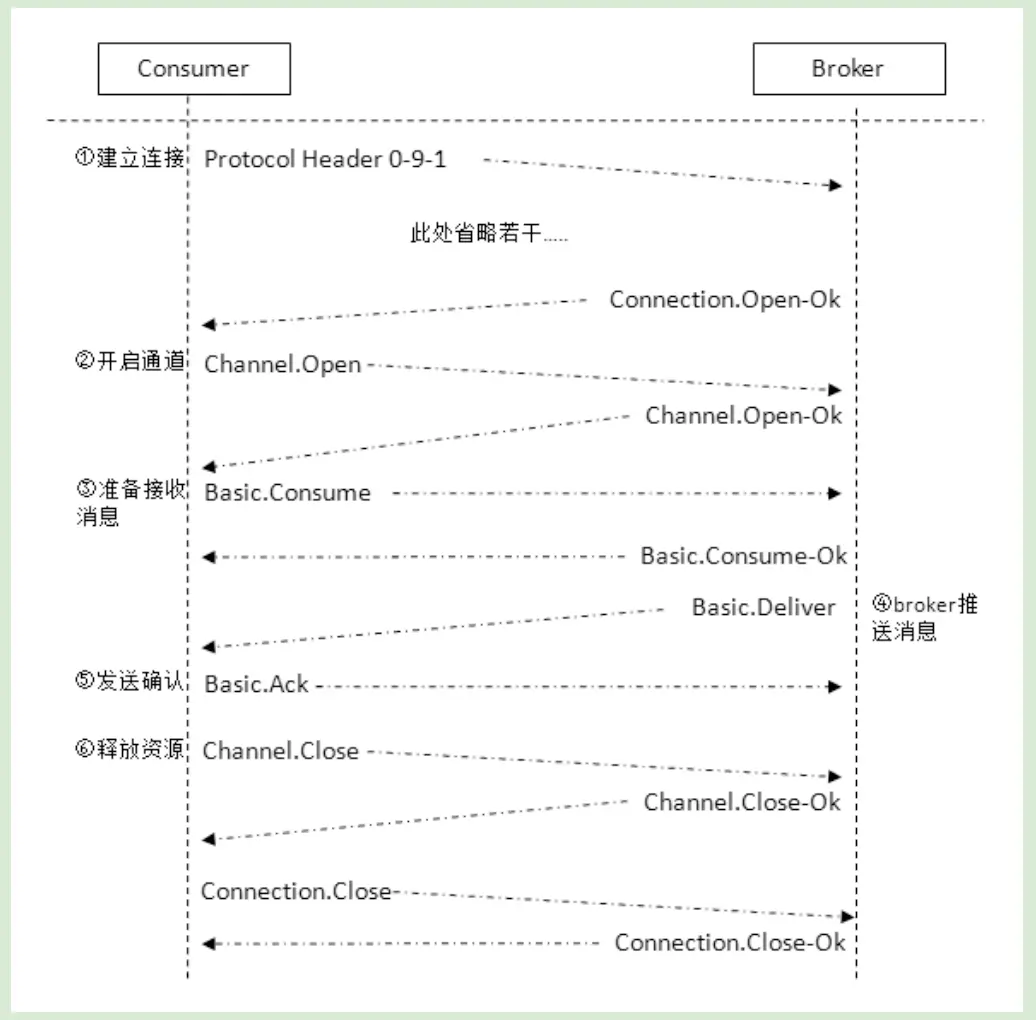 Consumer
Broker
①建立连接
Protocol Header 0-9-1
此处省略若干.....
Connection.Open-Ok
②开启通道
Channel.Open
Channel.Open-Ok
③准备接收
消息
Basic.Consume
Basic.Consume-Ok
Basic.Deliver
④broker推
送消息
⑤发送确认
Basic.Ack
⑥释放资源
Channel.Close
Channel.Close-Ok
Connection.Close
Connection.Close-Ok